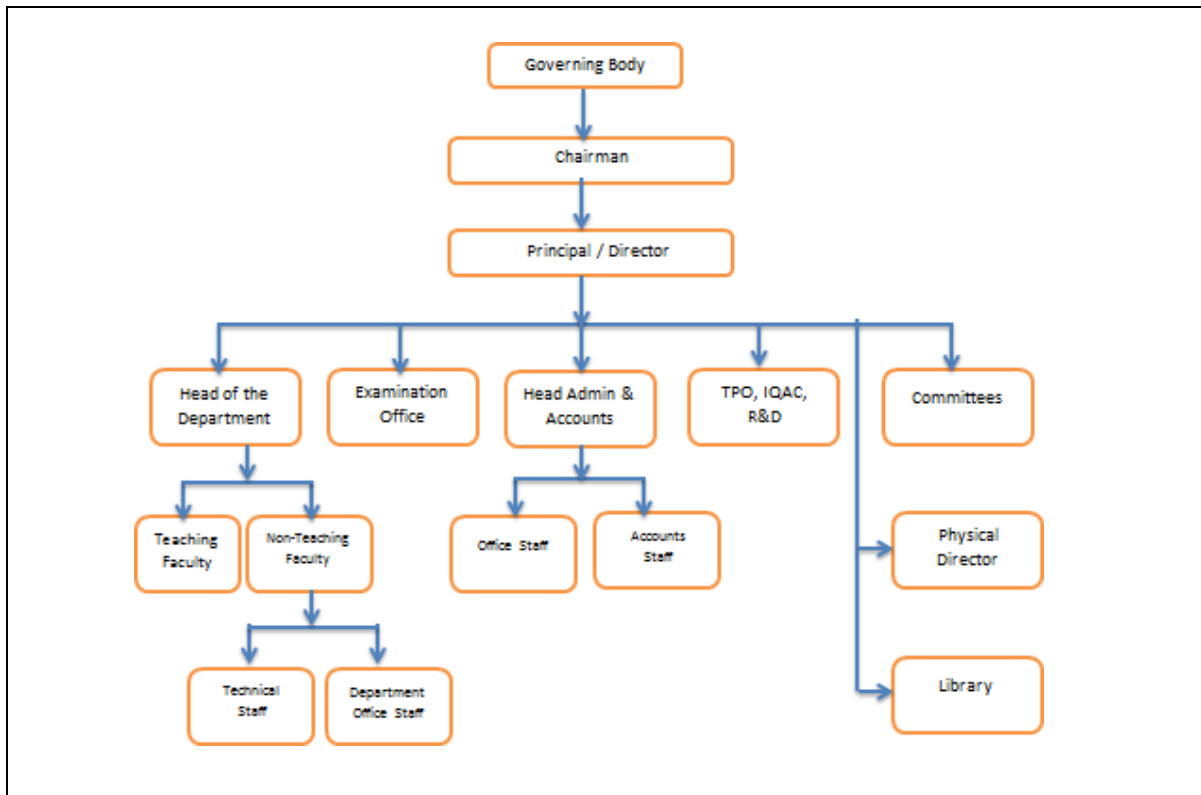 Governing Body
Chairman
Principal / Director
Head of the
Department
Examination
Office
Head Admin &
Accounts
TPO, IQAC,
R&D
Committees
Teaching
Faculty
Non-Teaching
Faculty
Office Staff
Accounts
Staff
Physical
Director
Technical
Staff
Department
Office Staff
Library